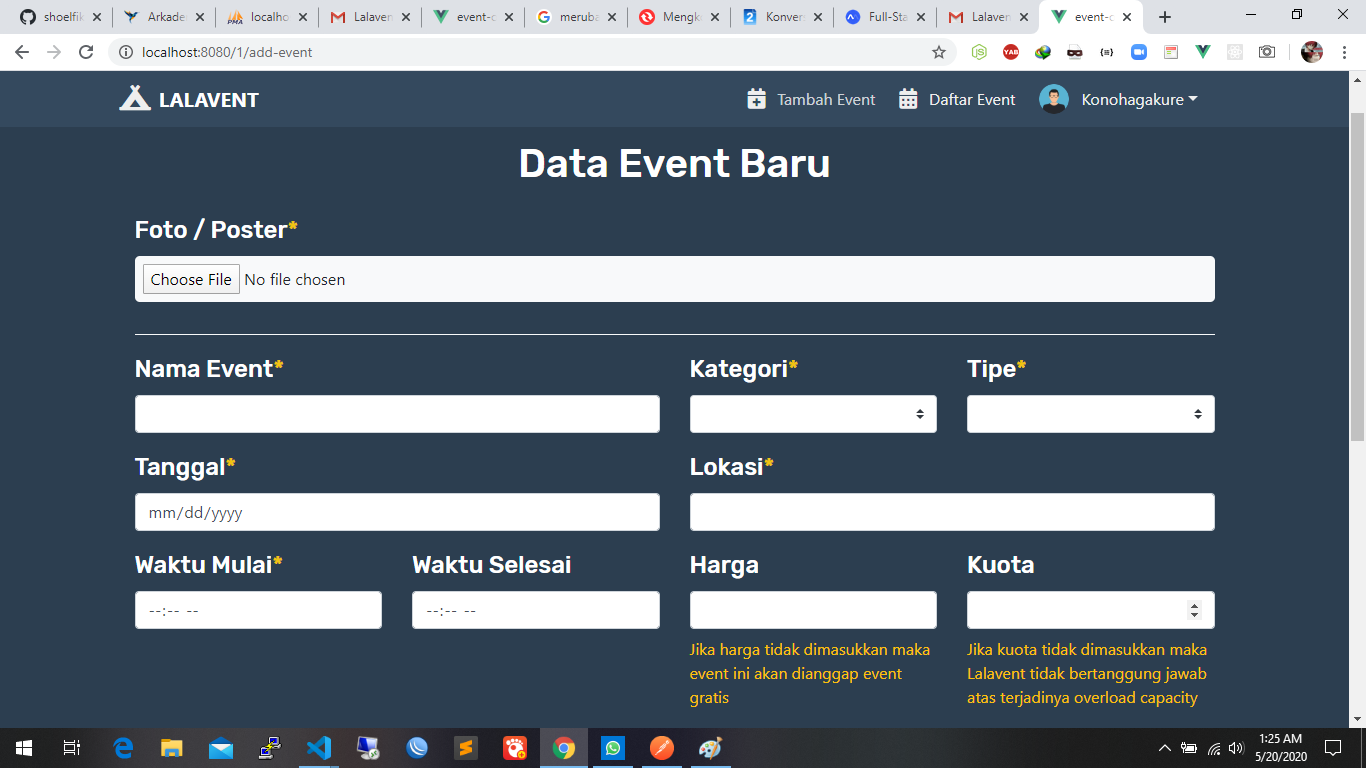 shoelfik
Arkade
localho
Lalaven
event-c
meruba
Mengko
Konven
Full-Sta
Lalaven
event-c
localhost:8080/1/add-event
LALAVENT
Tambah Event
Daftar Event
Konohagakure
Data Event Baru
Foto / Poster*
Choose File No file chosen
Nama Event* Kategori* Tipe*
Tanggal* Lokasi*
mm/dd/yyyy
Waktu Mulai* Waktu Selesai Harga Kuota
--:-- -- --:-- --
Jika harga tidak dimasukkan maka
event ini akan dianggap event
gratis
Jika kuota tidak dimasukkan maka
Lalavent tidak bertanggung jawab
atas terjadinya overload capacity
1:25 AM
5/20/2020